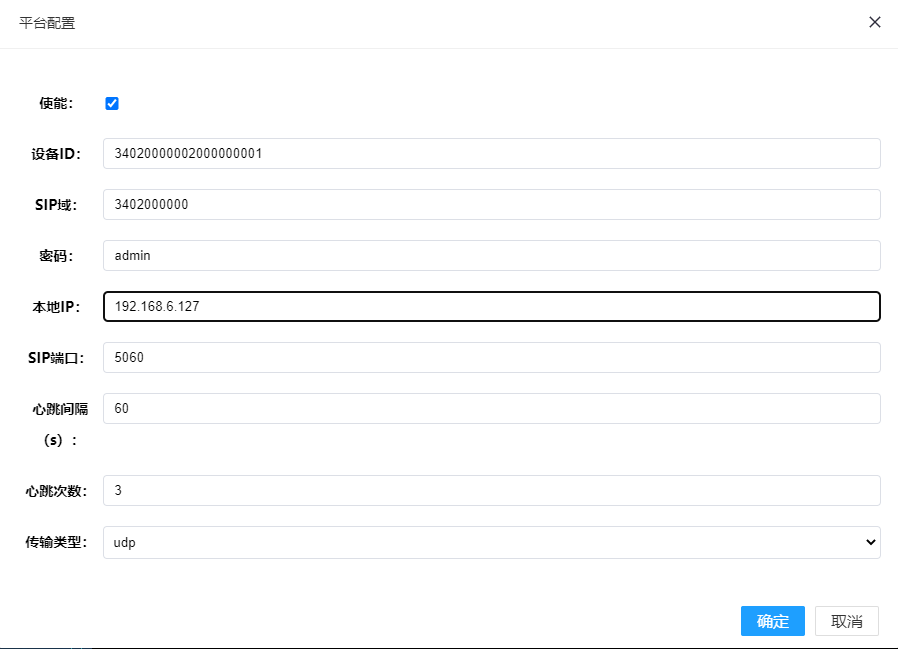 平台配置
使能：
设备ID： 34020000002000000001
SIP域： 3402000000
密码： admin
本地IP： 192.168.6.127
SIP端口： 5060
心跳间隔 60
（s）：
心跳次数： 3
传输类型： udp
确定 取消